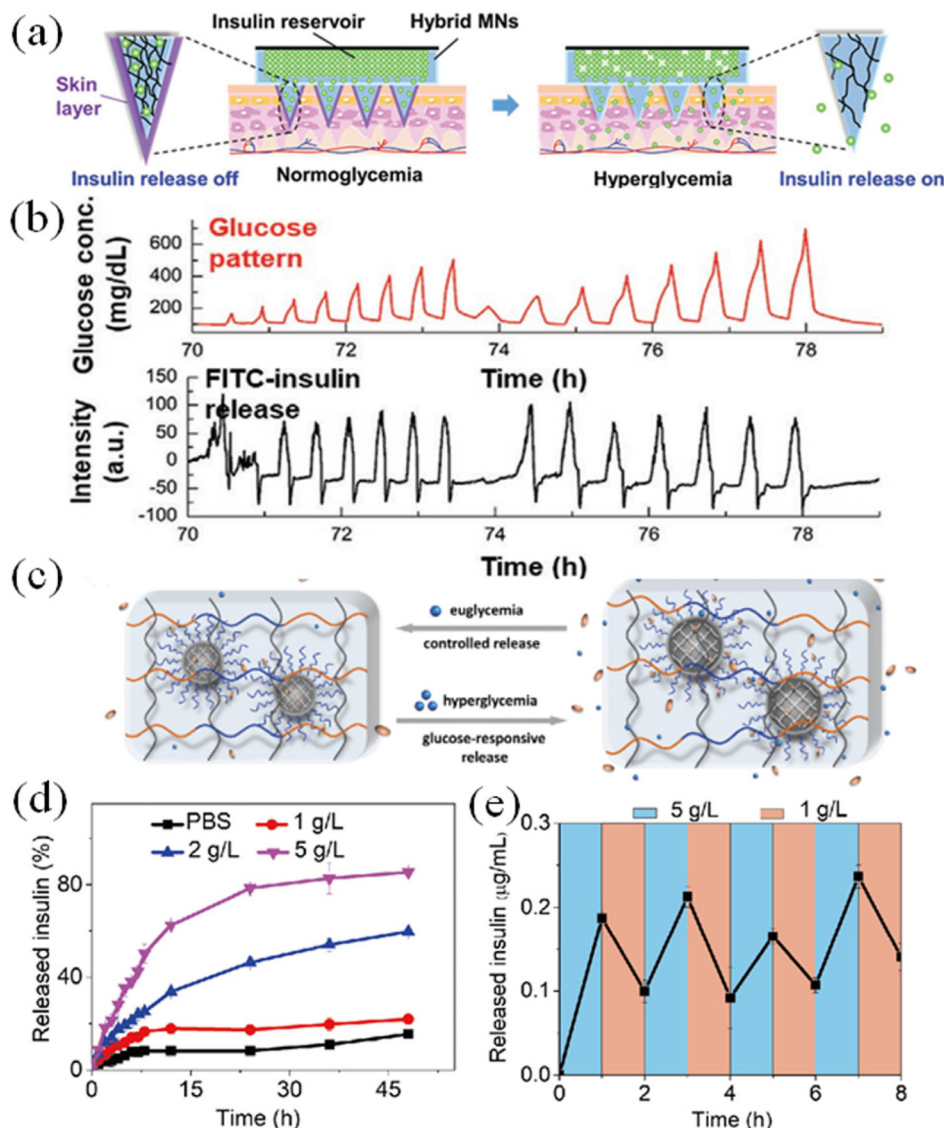 (a)
Insulin reservoir
Hybrid MNs
Skin
layer
Insulin release off
Normoglycemia
Hyperglycemia
Insulin release on
(b)
Glucose conc.
(mg/dL)
600
400
200
Glucose
pattern
70
72
74
76
78
Time (h)
Intensity
(a.u.)
150
100
50
0
-50
-100
FITC-insulin
release
70
72
74
76
78
Time (h)
(c)
euglycemia
controlled release
hyperglycemia
glucose-responsive
release
(d)
Released insulin (%)
80
40
0
PBS
1 g/L
2 g/L
5 g/L
0
15
30
45
Time (h)
(e)
5 g/L
1 g/L
Released insulin (μg/mL)
0.3
0.2
0.1
0.0
0
2
4
6
8
Time (h)